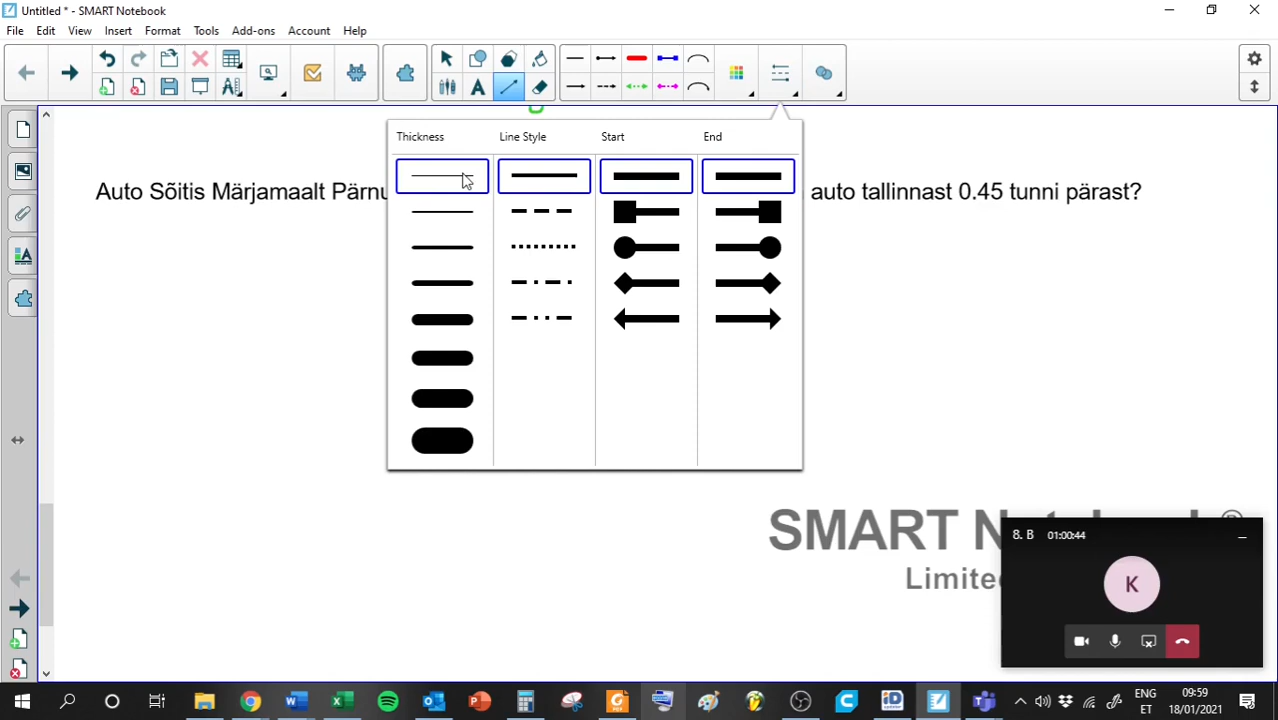 Untitled * - SMART Notebook
File Edit View Insert Format Tools Add-ons Account Help
Thickness Line Style Start End
Auto Sõitis Märjamaalt Pärnu auto tallinnast 0.45 tunni pärast?
SMART
Limite
8. B 01:00:44
K
ENG 09:59
ET 18/01/2021